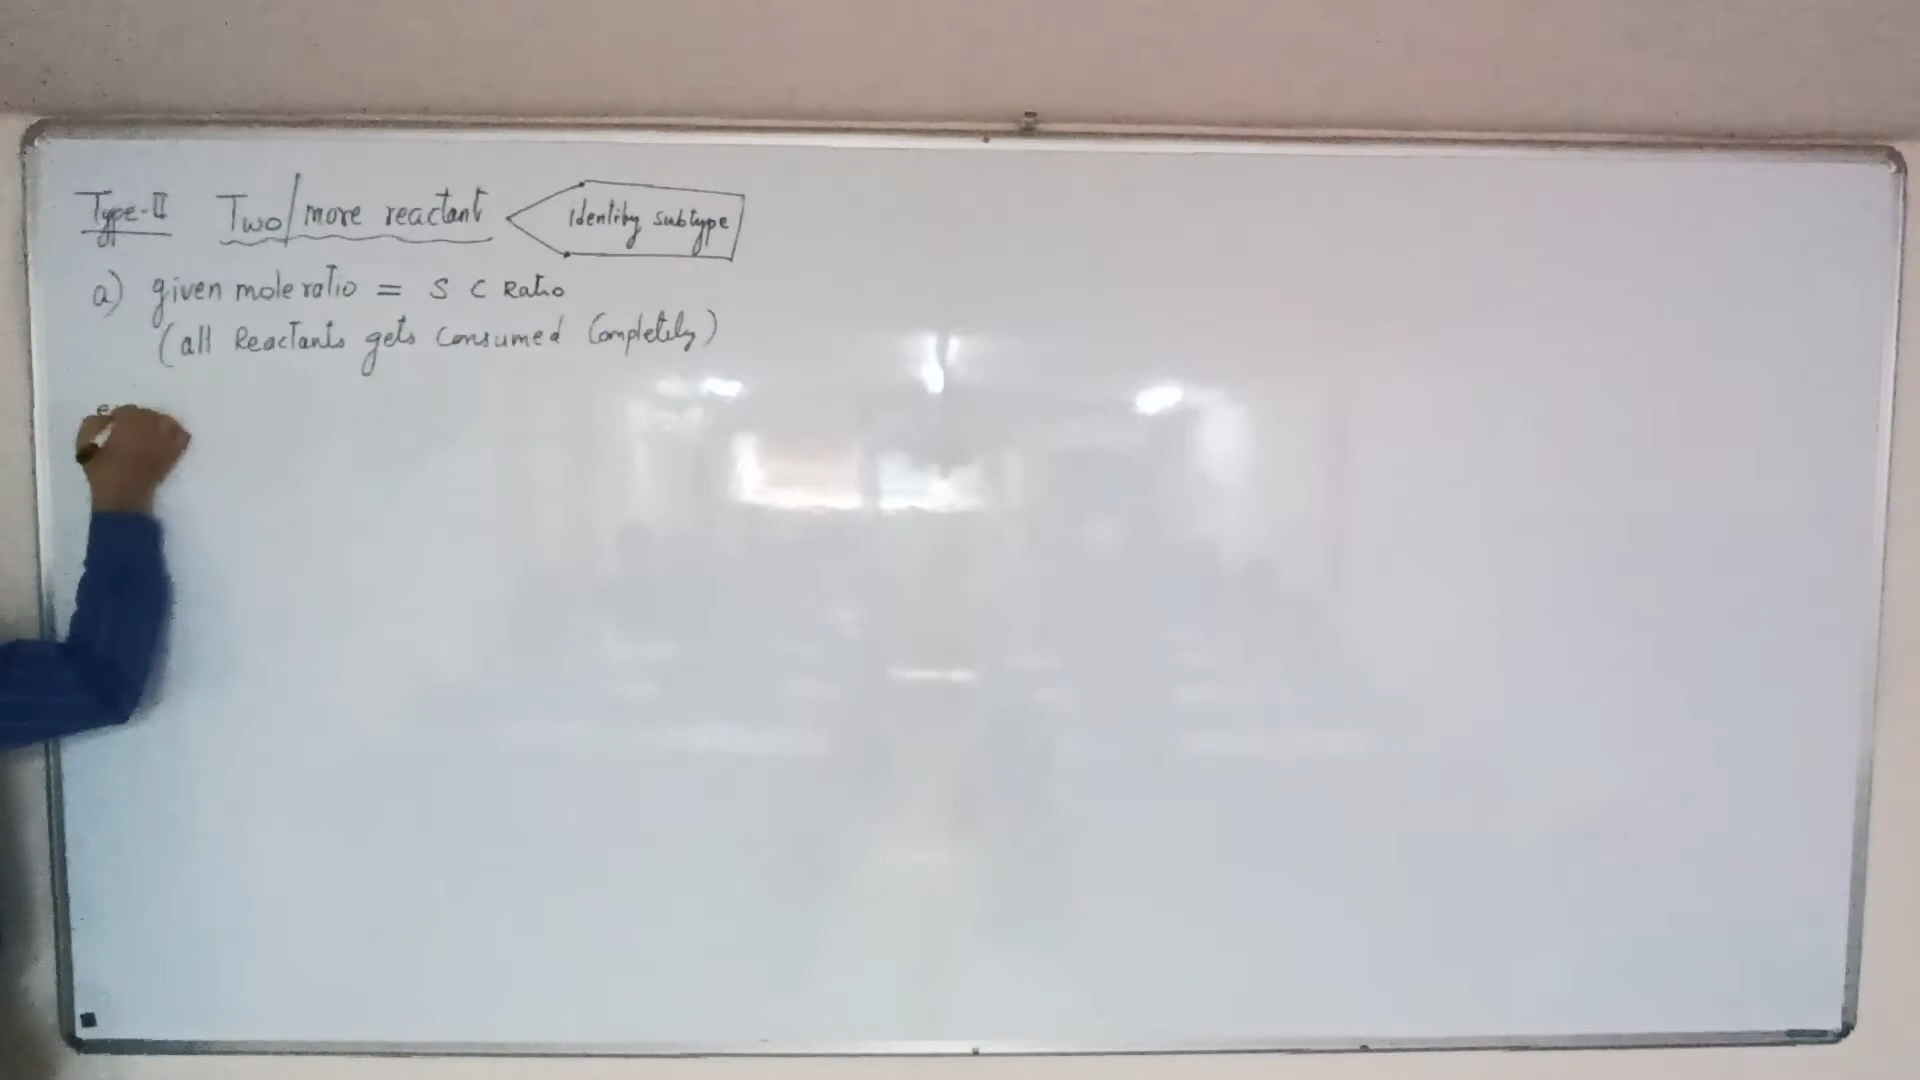 Type-II Two/more reactant Identify subtype
a) given mole ratio = S C Ratio
(all Reactants gets consumed Completely)